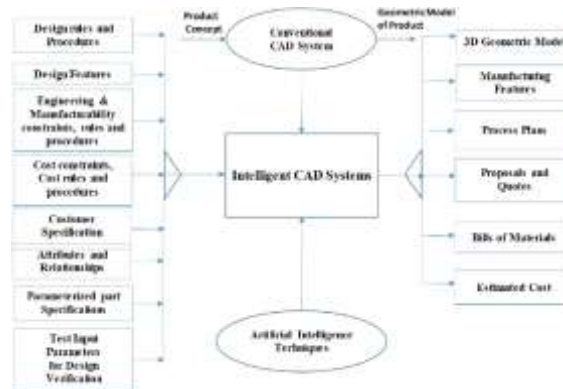 Design rules and
Procedures
Design Features
Engineering &
Manufacturability
constraints, rules and
procedures
Cost constraints,
Cost rules and
procedures
Customer
Specification
Attributes and
Relationships
Parameterized part
Specifications
Test Input
Parameters
for Design
Verification
Product
Concept
Conventional
CAD System
Geometric Model
of Product
Intelligent CAD Systems
Artificial Intelligence
Techniques
3D Geometric Model
Manufacturing
Features
Process Plans
Proposals and
Quotes
Bills of Materials
Estimated Cost